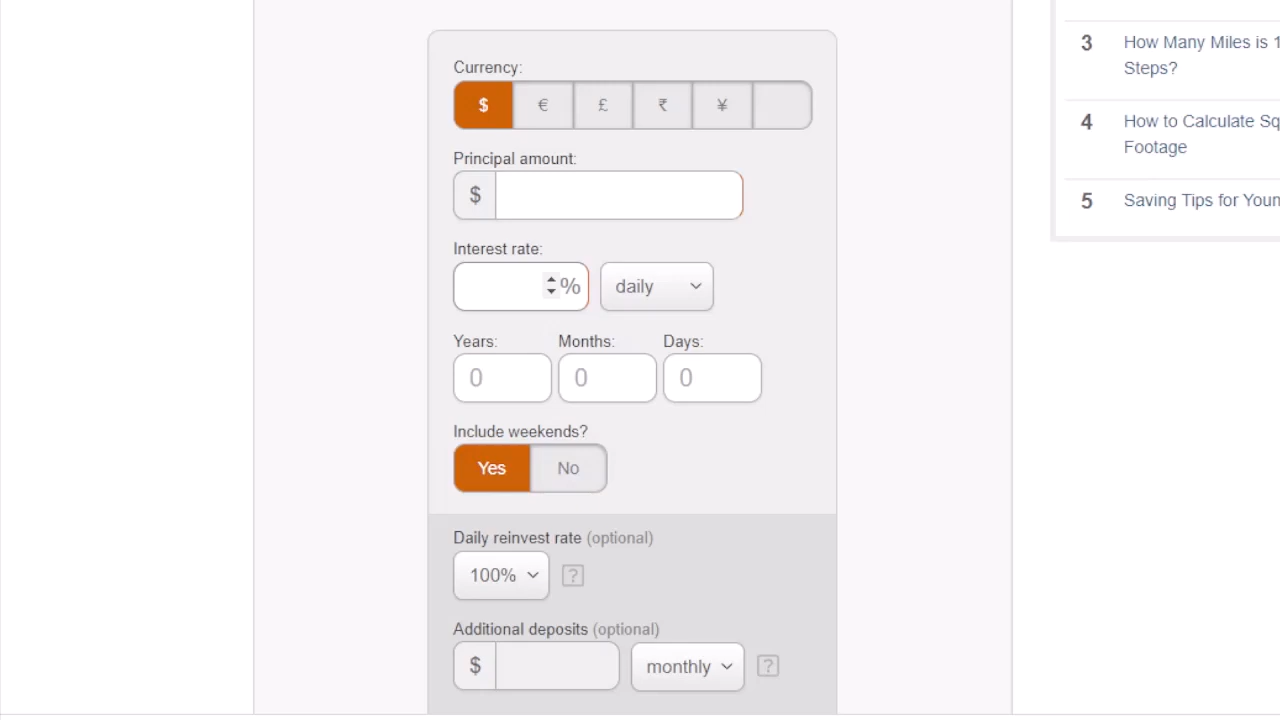 Currency:
$ € £ ₹ ¥
Principal amount:
$
Interest rate:
% daily
Years: Months: Days:
0 0 0
Include weekends?
Yes No
Daily reinvest rate (optional)
100% ?
Additional deposits (optional)
$ monthly ?
3 How Many Miles is 1
Steps?
4 How to Calculate Sq
Footage
5 Saving Tips for Youn